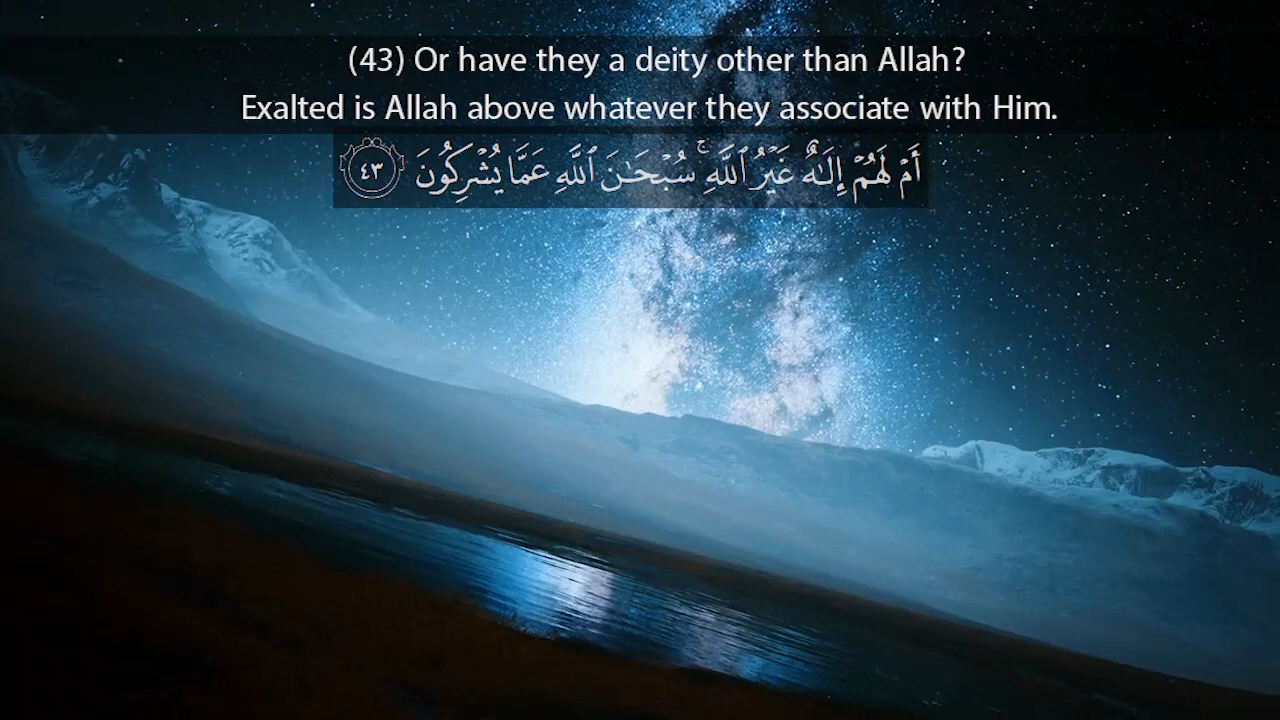 (43) Or have they a deity other than Allah?
Exalted is Allah above whatever they associate with Him.
أَمْ لَهُمْ إِلَـٰهٌ غَيْرُ ٱللَّهِ ۚ سُبْحَـٰنَ ٱللَّهِ عَمَّا يُشْرِكُونَ ٤٣